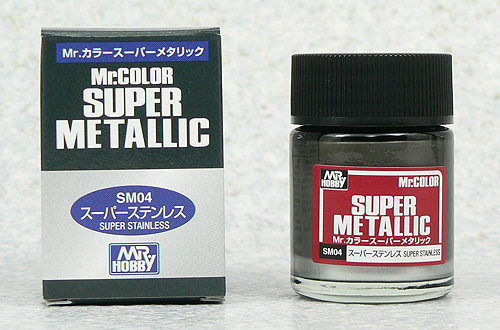 Mr.カラースーパーメタリック
Mr.COLOR
SUPER
METALLIC
SM04
スーパーステンレス
SUPER STAINLESS
MR
HOBBY
MR
HOBBY
Mr.COLOR
SUPER
METALLIC
Mr.カラースーパーメタリック
SM04 スーパーステンレス SUPER STAINLESS